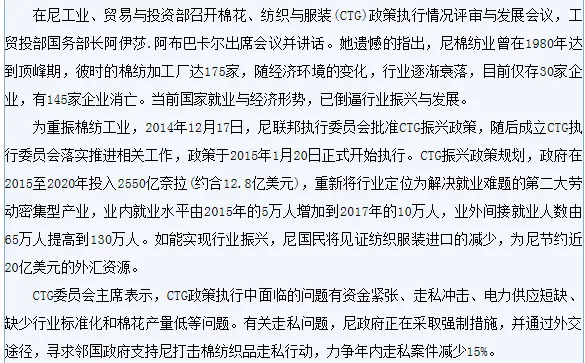 在尼工业、贸易与投资部召开棉花、纺织与服装(CTG)政策执行情况评审与发展会议，工
贸投部国务部长阿伊莎.阿布巴卡尔出席会议并讲话。她遗憾的指出，尼棉纺业曾在1980年达
到顶峰期，彼时的棉纺加工厂达175家，随经济环境的变化，行业逐渐衰落，目前仅存30家企
业，有145家企业消亡。当前国家就业与经济形势，已倒逼行业振兴与发展。
为重振棉纺工业，2014年12月17日，尼联邦执行委员会批准CTG振兴政策，随后成立CTG执
行委员会落实推进相关工作，政策于2015年1月20日正式开始执行。CTG振兴政策规划，政府在
2015至2020年投入2550亿奈拉(约合12.8亿美元)，重新将行业定位为解决就业难题的第二大劳
动密集型产业，业内就业水平由2015年的5万人增加到2017年的10万人，业外间接就业人数由
65万人提高到130万人。如能实现行业振兴，尼国民将见证纺织服装进口的减少，为尼节约近
20亿美元的外汇资源。
CTG委员会主席表示，CTG政策执行中面临的问题有资金紧张、走私冲击、电力供应短缺、
缺少行业标准化和棉花产量低等问题。有关走私问题，尼政府正在采取强制措施，并通过外交
途径，寻求邻国政府支持尼打击棉纺织品走私行动，力争年内走私案件减少15%。